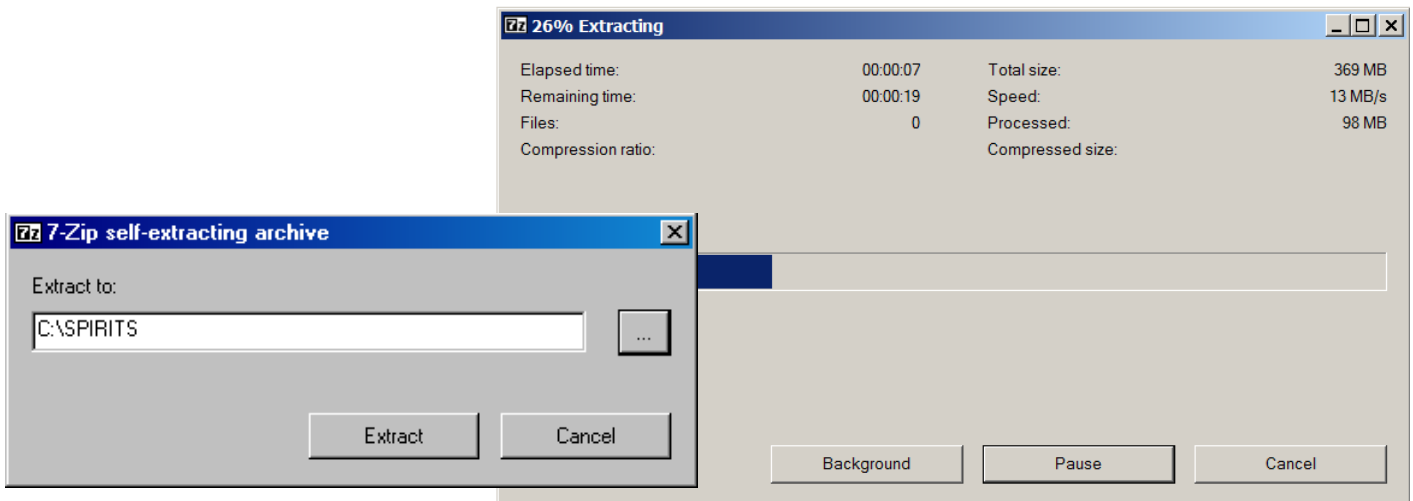 7z 26% Extracting
Elapsed time: 00:00:07 Total size: 369 MB
Remaining time: 00:00:19 Speed: 13 MB/s
Files: 0 Processed: 98 MB
Compression ratio: Compressed size:
Background Pause Cancel
7z 7-Zip self-extracting archive
Extract to:
C:\SPIRITS
...
Extract Cancel